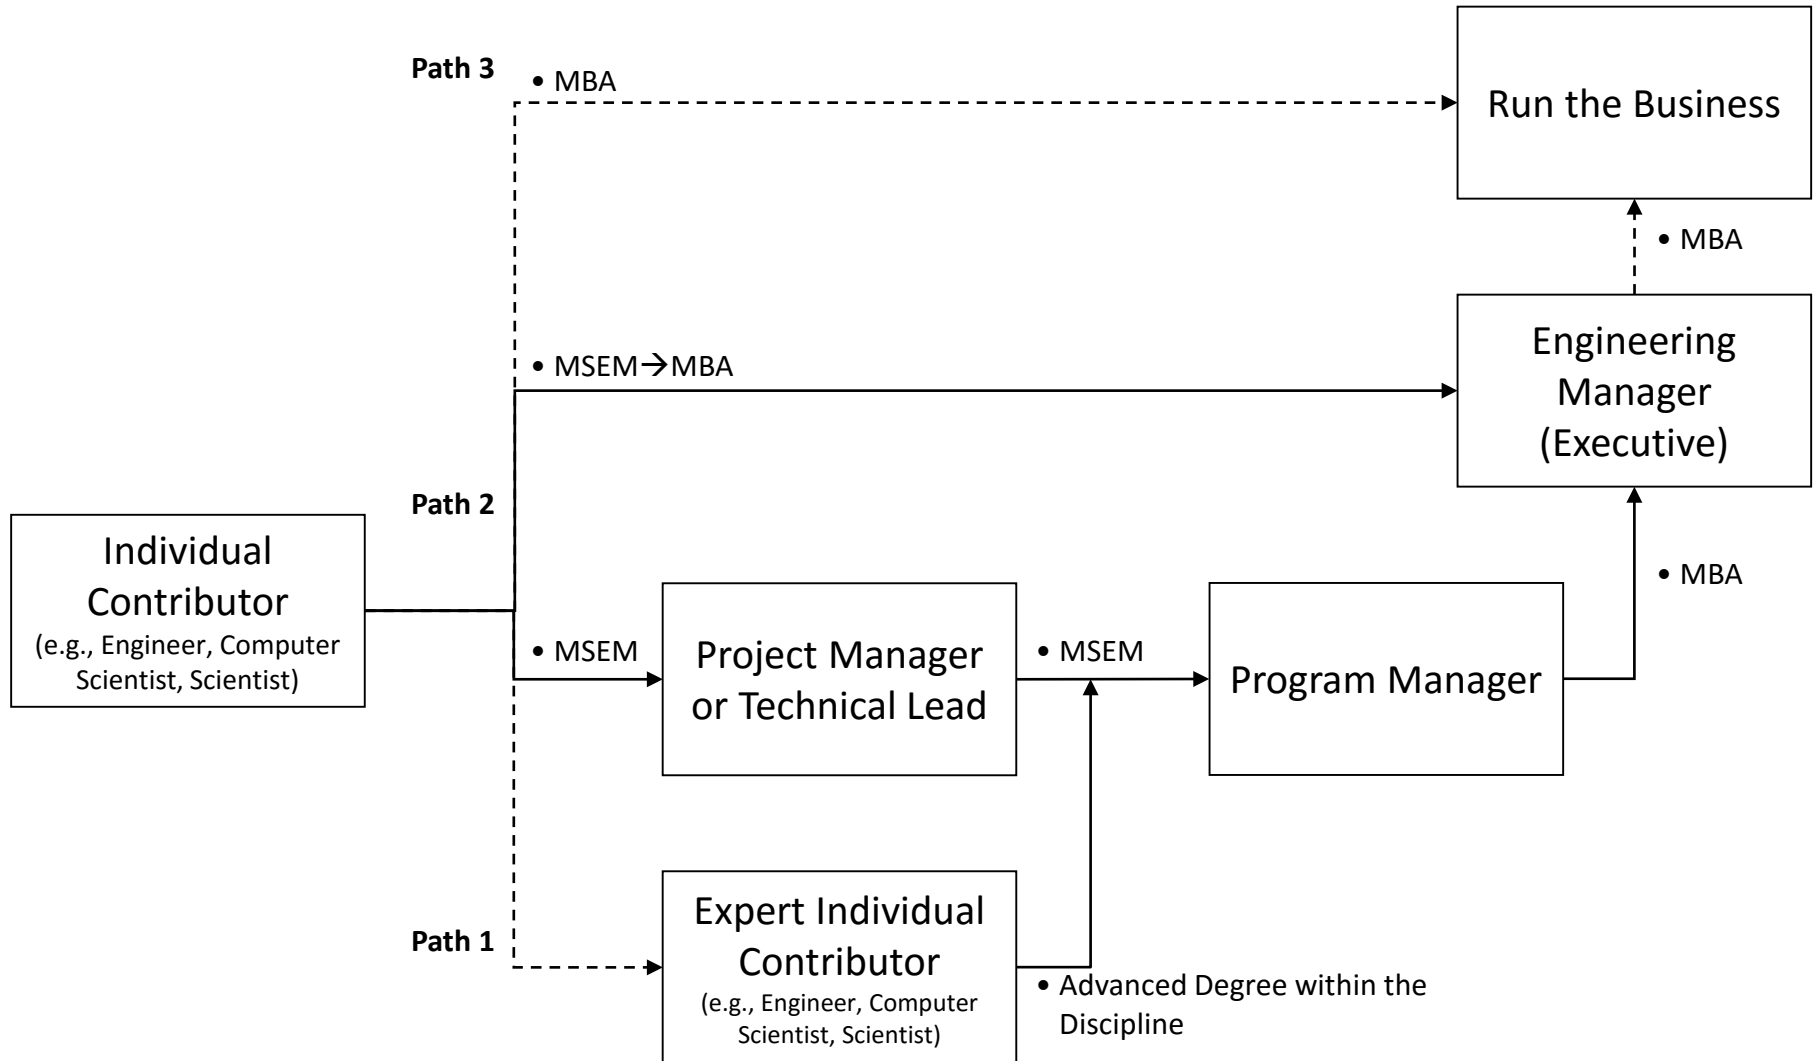 Path 3
• MBA
Run the Business
• MBA
• MSEM→MBA
Engineering
Manager
(Executive)
Path 2
Individual
Contributor
(e.g., Engineer, Computer
Scientist, Scientist)
• MSEM
Project Manager
or Technical Lead
• MSEM
Program Manager
• MBA
Path 1
Expert Individual
Contributor
(e.g., Engineer, Computer
Scientist, Scientist)
• Advanced Degree within the
Discipline